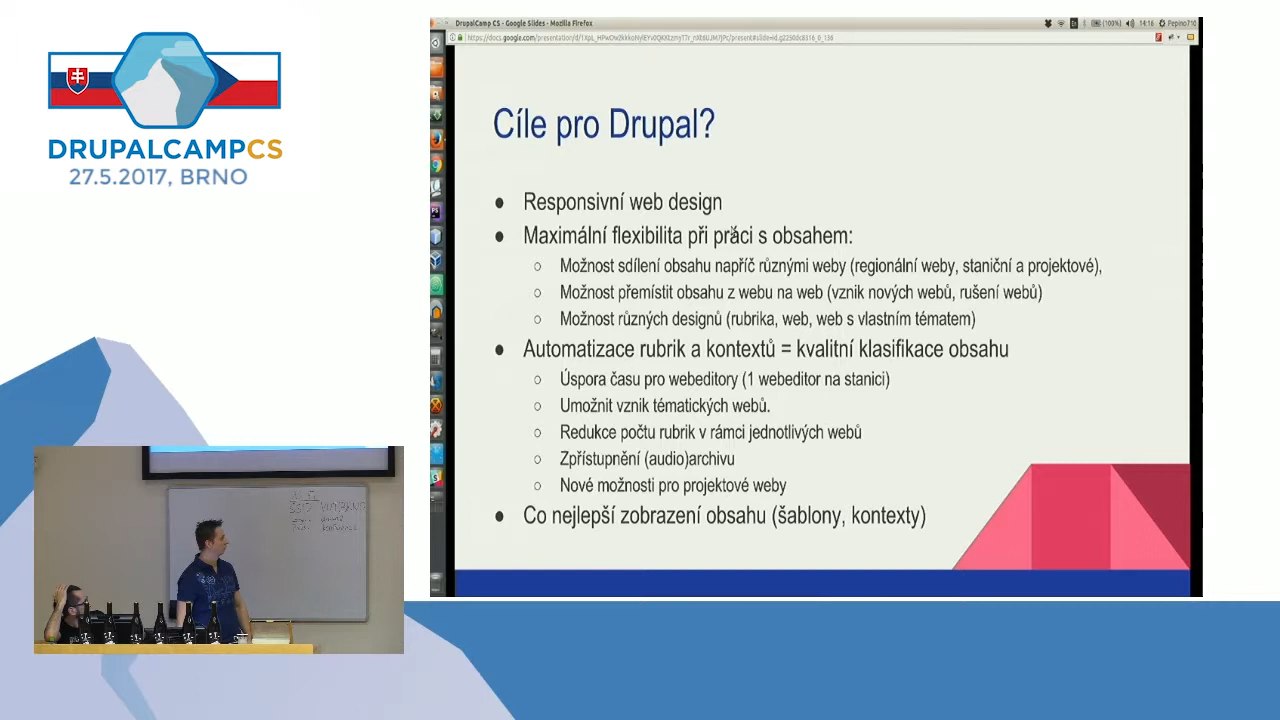 DRUPALCAMPCS
27.5.2017, BRNO
DrupalCamp CS - Google Slides - Mozilla Firefox
(100%)
14:16
Pepino710
Cíle pro Drupal?
● Responsivní web design
● Maximální flexibilita při práci s obsahem:
○ Možnost sdílení obsahu napříč různými weby (regionální weby, staniční a projektové),
○ Možnost přemístit obsahu z webu na web (vznik nových webů, rušení webů)
○ Možnost různých designů (rubrika, web, web s vlastním tématem)
● Automatizace rubrik a kontextů = kvalitní klasifikace obsahu
○ Úspora času pro webeditory (1 webeditor na stanici)
○ Umožnit vznik tématických webů.
○ Redukce počtu rubrik v rámci jednotlivých webů
○ Zpřístupnění (audio)archivu
○ Nové možnosti pro projektové weby
● Co nejlepší zobrazení obsahu (šablony, kontexty)